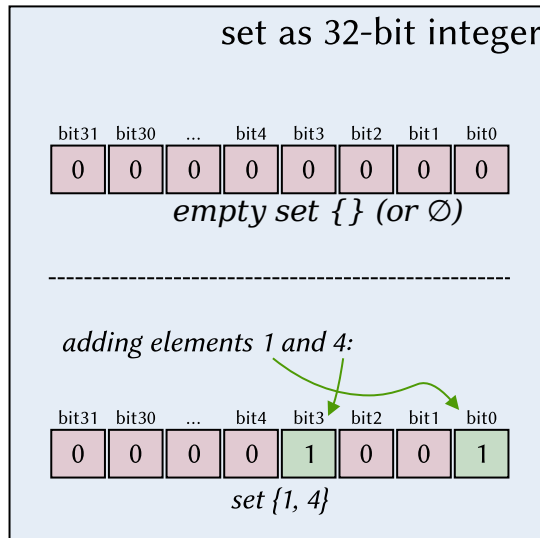 set as 32-bit integer
bit31 bit30 ... bit4 bit3 bit2 bit1 bit0
0 0 0 0 0 0 0 0
empty set {} (or ∅)
adding elements 1 and 4:
bit31 bit30 ... bit4 bit3 bit2 bit1 bit0
0 0 0 0 1 0 0 1
set {1, 4}